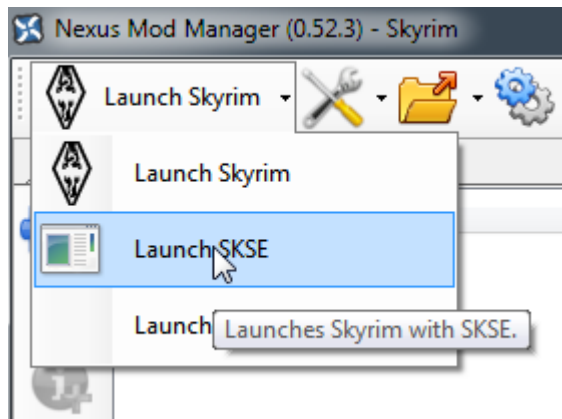 Nexus Mod Manager (0.52.3) - Skyrim
Launch Skyrim
Launch Skyrim
Launch SKSE
Launch
Launches Skyrim with SKSE.